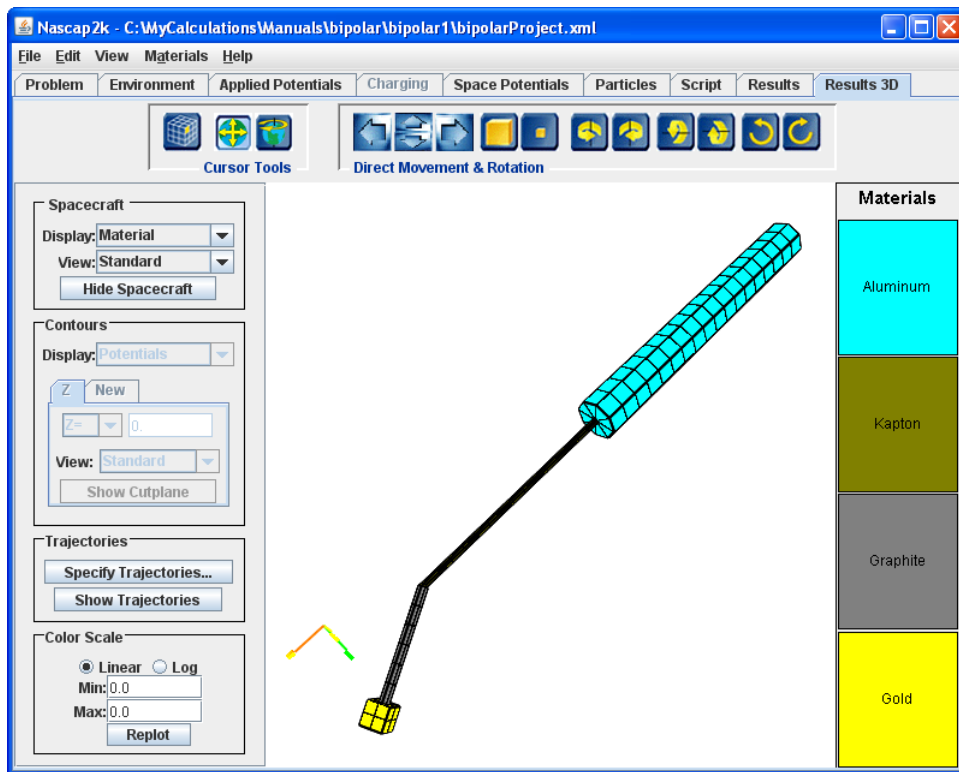 Nascap2k - C:\MyCalculations\Manuals\bipolar\bipolar1\bipolarProject.xml
File Edit View Materials Help
Problem Environment Applied Potentials Charging Space Potentials Particles Script Results Results 3D
Cursor Tools Direct Movement & Rotation
Spacecraft
Display: Material
View: Standard
Hide Spacecraft
Contours
Display: Potentials
Z New
Z= 0.
View: Standard
Show Cutplane
Trajectories
Specify Trajectories...
Show Trajectories
Color Scale
Linear Log
Min: 0.0
Max: 0.0
Replot
Materials
Aluminum
Kapton
Graphite
Gold